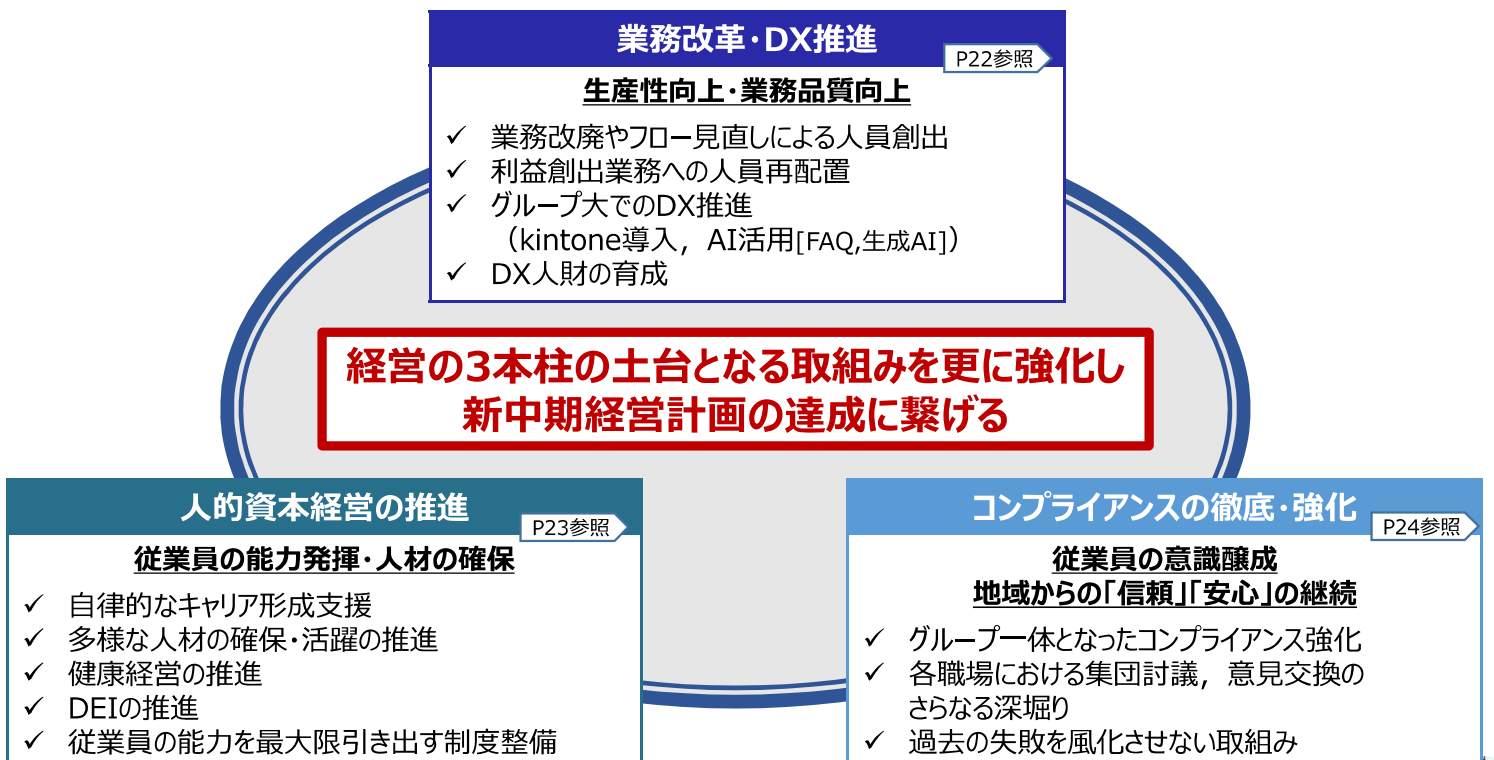 業務改革・DX推進
P22参照
生産性向上・業務品質向上
✓ 業務改廃やフロー見直しによる人員創出
✓ 利益創出業務への人員再配置
✓ グループ大でのDX推進
（kintone導入，AI活用[FAQ,生成AI]）
✓ DX人財の育成
経営の3本柱の土台となる取組みを更に強化し
新中期経営計画の達成に繋げる
人的資本経営の推進
P23参照
従業員の能力発揮・人材の確保
✓ 自律的なキャリア形成支援
✓ 多様な人材の確保・活躍の推進
✓ 健康経営の推進
✓ DEIの推進
✓ 従業員の能力を最大限引き出す制度整備
コンプライアンスの徹底・強化
P24参照
従業員の意識醸成
地域からの「信頼」「安心」の継続
✓ グループ一体となったコンプライアンス強化
✓ 各職場における集団討議，意見交換の
さらなる深堀り
✓ 過去の失敗を風化させない取組み